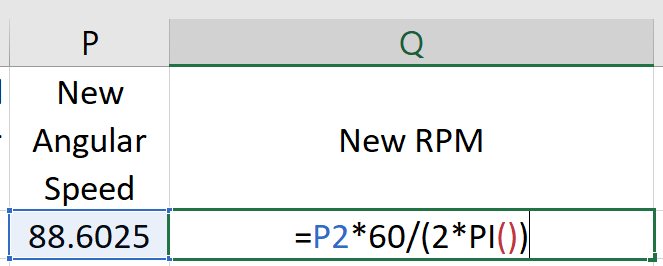 P
Q
New
Angular
Speed
New RPM
88.6025
=P2*60/(2*PI())